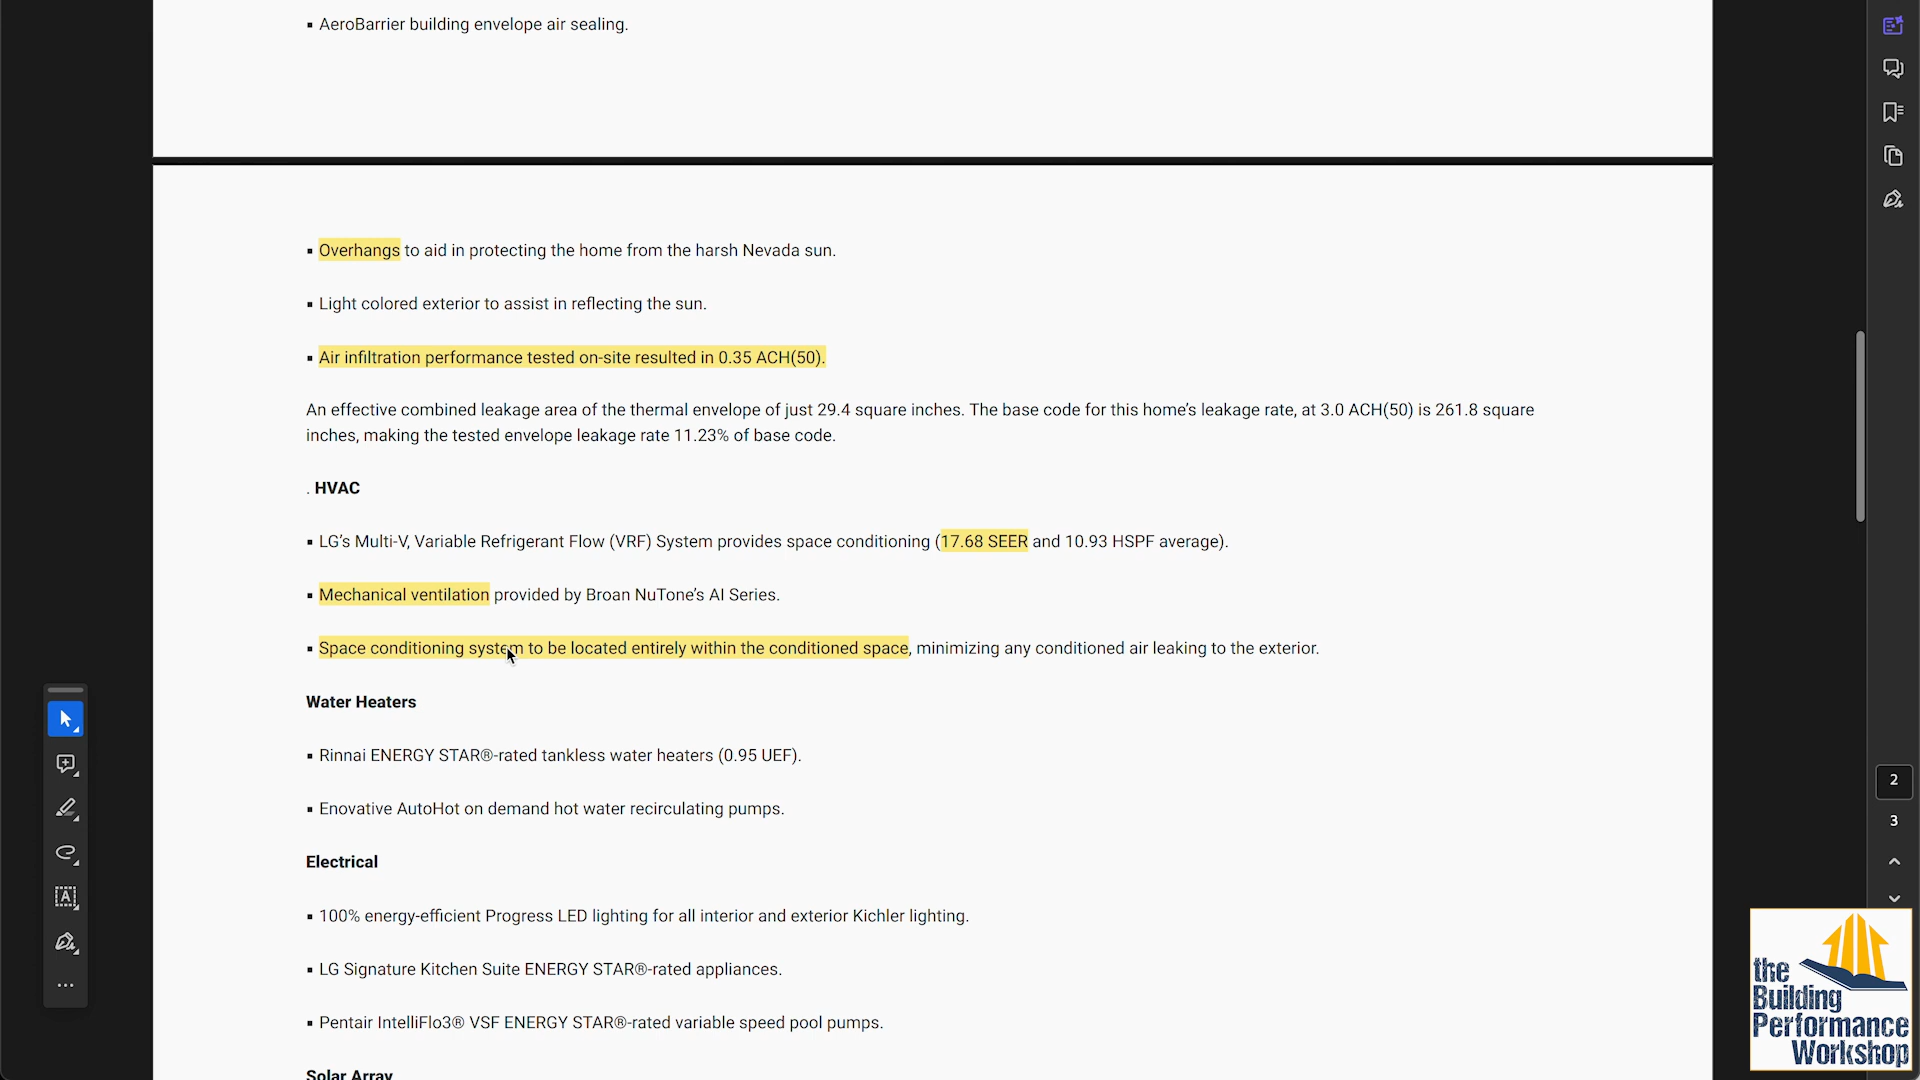 ▪ AeroBarrier building envelope air sealing.
▪ Overhangs to aid in protecting the home from the harsh Nevada sun.
▪ Light colored exterior to assist in reflecting the sun.
▪ Air infiltration performance tested on-site resulted in 0.35 ACH(50).
An effective combined leakage area of the thermal envelope of just 29.4 square inches. The base code for this home's leakage rate, at 3.0 ACH(50) is 261.8 square
inches, making the tested envelope leakage rate 11.23% of base code.
. HVAC
▪ LG's Multi-V, Variable Refrigerant Flow (VRF) System provides space conditioning (17.68 SEER and 10.93 HSPF average).
▪ Mechanical ventilation provided by Broan NuTone's AI Series.
▪ Space conditioning system to be located entirely within the conditioned space, minimizing any conditioned air leaking to the exterior.
Water Heaters
▪ Rinnai ENERGY STAR®-rated tankless water heaters (0.95 UEF).
▪ Enovative AutoHot on demand hot water recirculating pumps.
Electrical
▪ 100% energy-efficient Progress LED lighting for all interior and exterior Kichler lighting.
▪ LG Signature Kitchen Suite ENERGY STAR®-rated appliances.
▪ Pentair IntelliFlo3® VSF ENERGY STAR®-rated variable speed pool pumps.
Solar Array
2
3
the
Building
Performance
Workshop